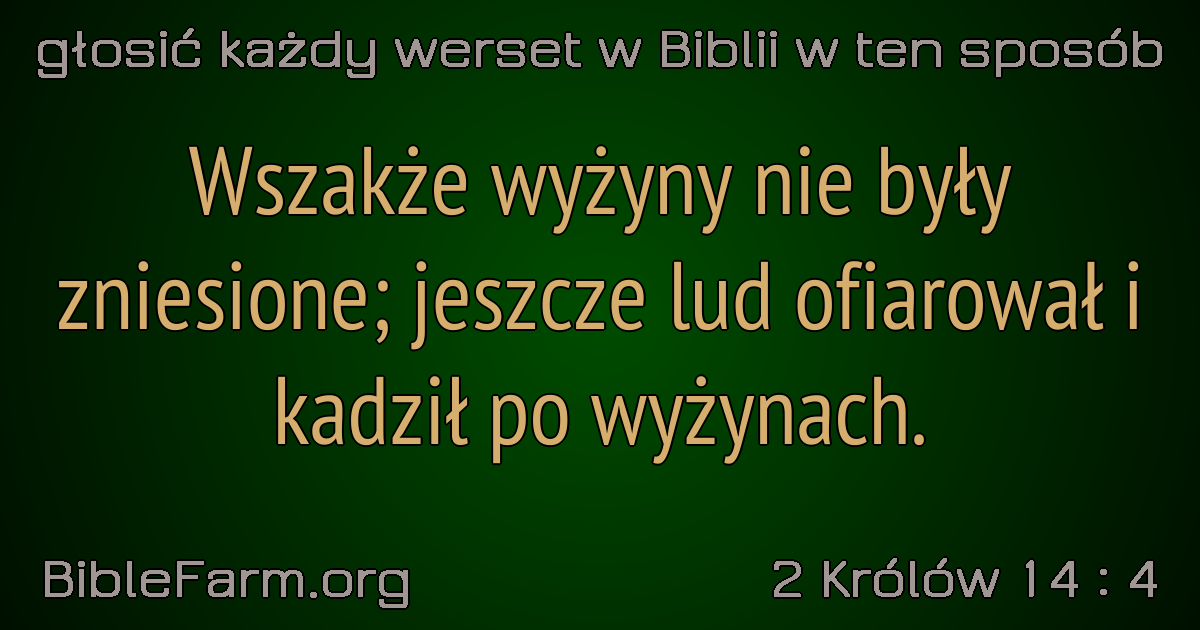 głosić każdy werset w Biblii w ten sposób
Wszakże wyżyny nie były
zniesione; jeszcze lud ofiarował i
kadził po wyżynach.
BibleFarm.org
2 Królów 14 : 4